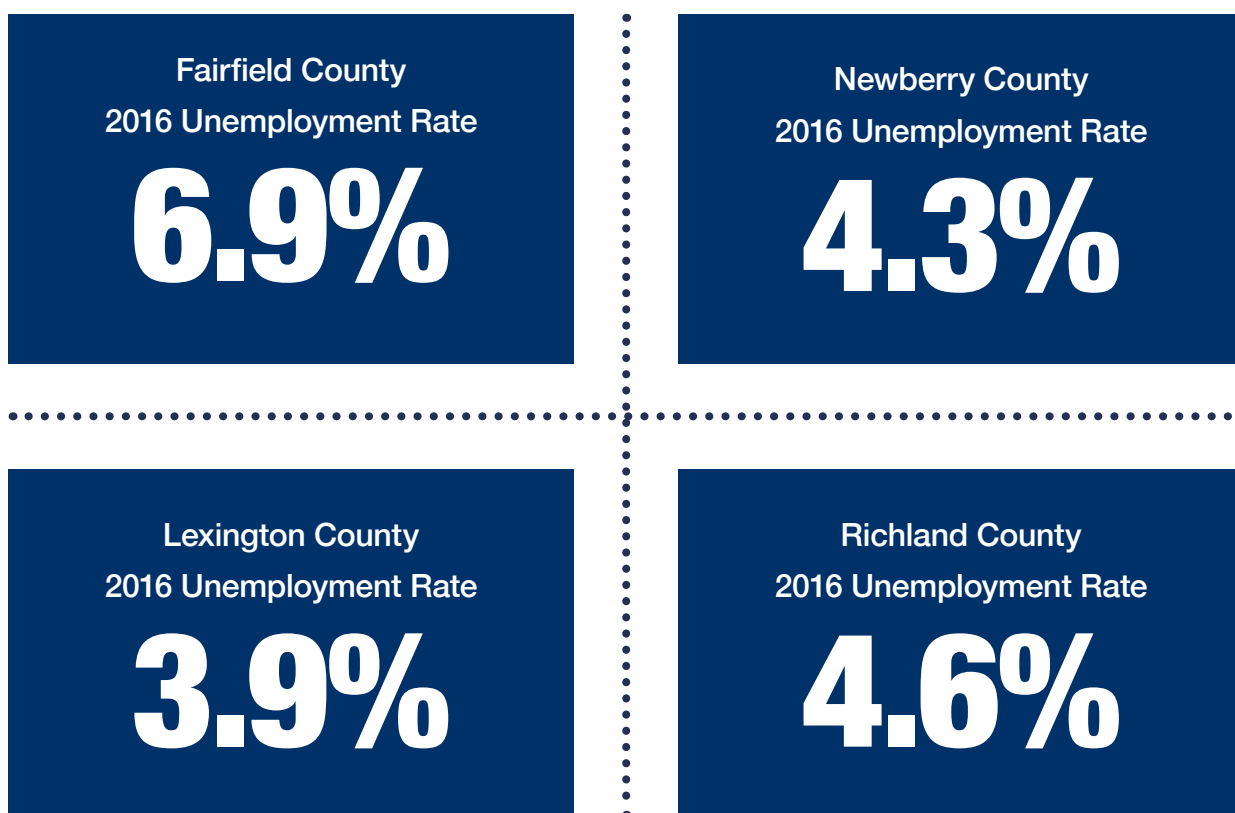 Fairfield County
2016 Unemployment Rate
6.9%
Newberry County
2016 Unemployment Rate
4.3%
Lexington County
2016 Unemployment Rate
3.9%
Richland County
2016 Unemployment Rate
4.6%